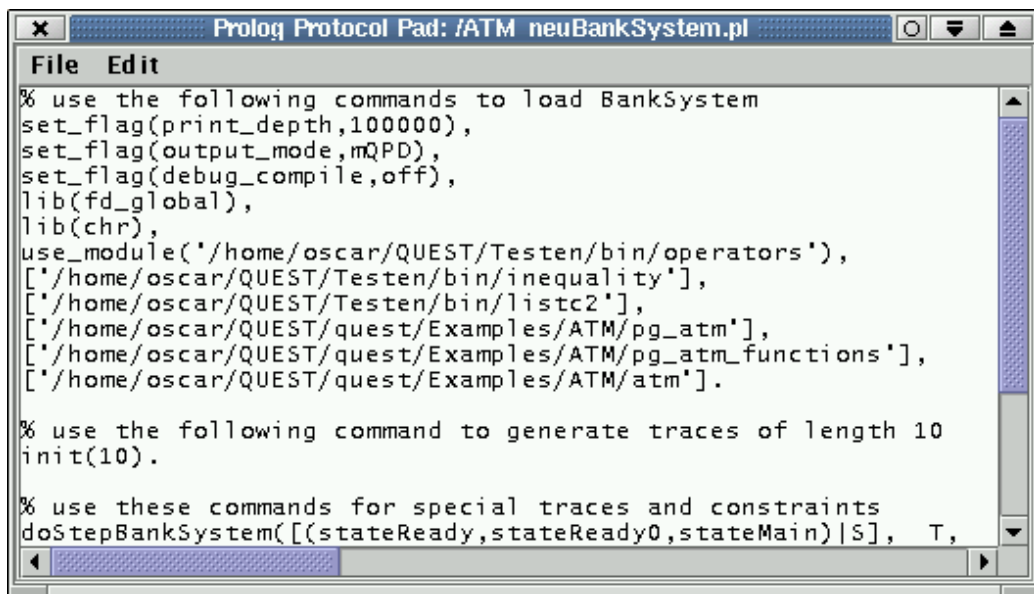 Prolog Protocol Pad: /ATM neuBankSystem.pl
File Edit
% use the following commands to load BankSystem
set_flag(print_depth,100000),
set_flag(output_mode,mQPD),
set_flag(debug_compile,off),
lib(fd_global),
lib(chr),
use_module('/home/oscar/QUEST/Testen/bin/operators'),
['/home/oscar/QUEST/Testen/bin/inequality'],
['/home/oscar/QUEST/Testen/bin/listc2'],
['/home/oscar/QUEST/quest/Examples/ATM/pg_atm'],
['/home/oscar/QUEST/quest/Examples/ATM/pg_atm_functions'],
['/home/oscar/QUEST/quest/Examples/ATM/atm'].
% use the following command to generate traces of length 10
init(10).
% use these commands for special traces and constraints
doStepBankSystem([(stateReady,stateReady0,stateMain)|S], T,